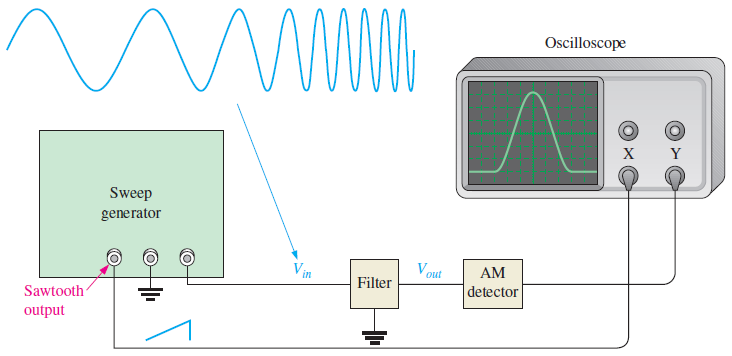 Oscilloscope
X
Y
Sweep
generator
Sawtooth
output
Vin
Filter
Vout
AM
detector